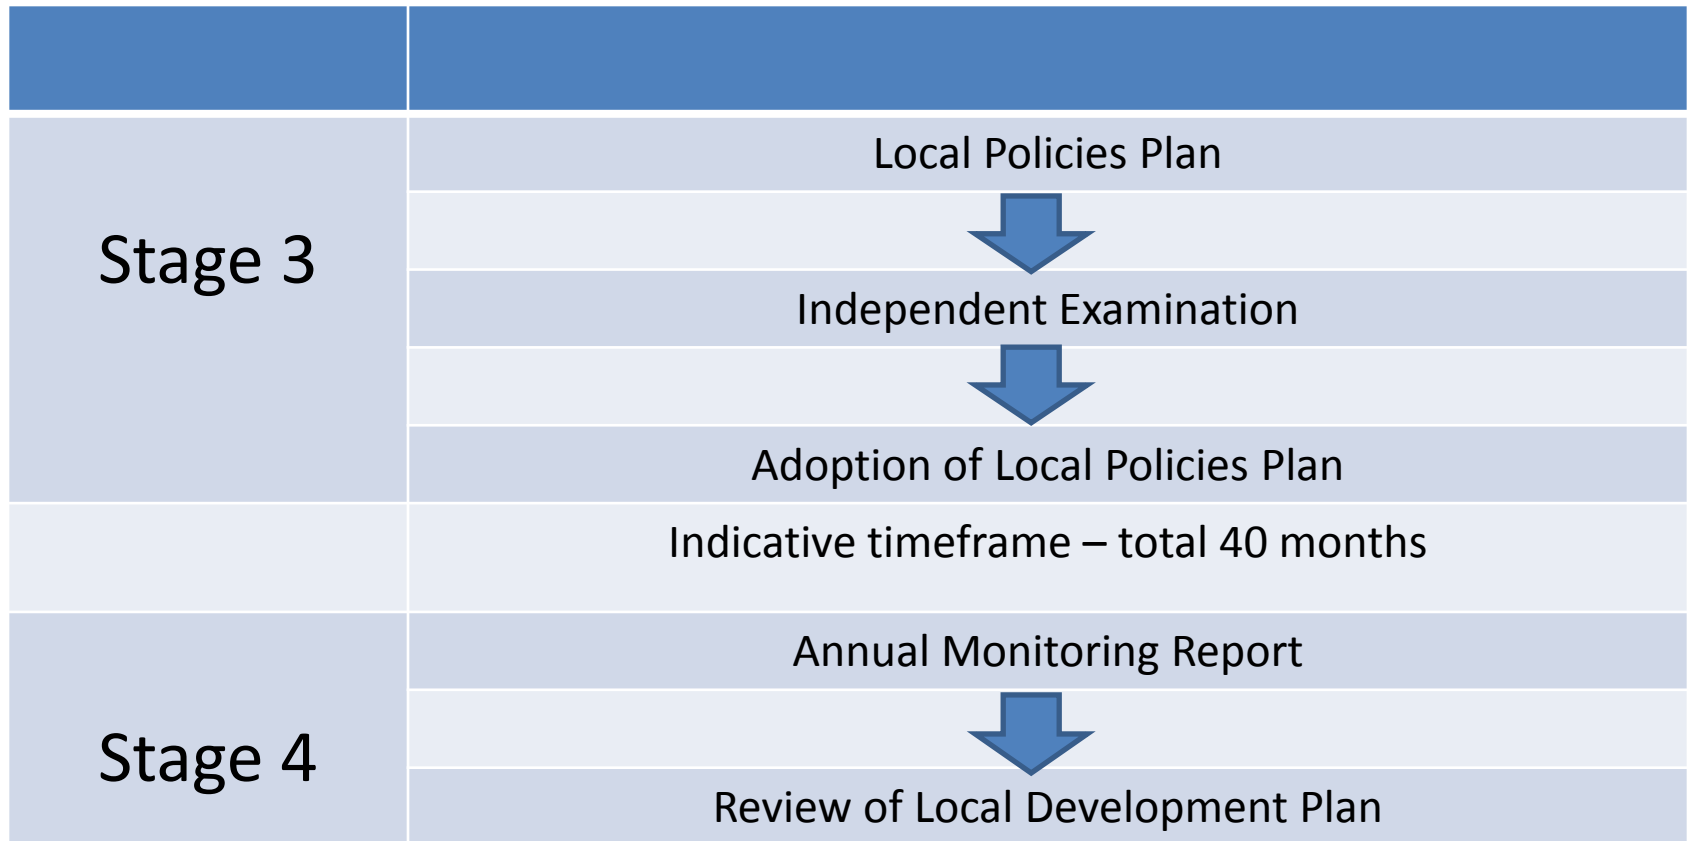 Local Policies Plan
Stage 3
Independent Examination
Adoption of Local Policies Plan
Indicative timeframe – total 40 months
Annual Monitoring Report
Stage 4
Review of Local Development Plan